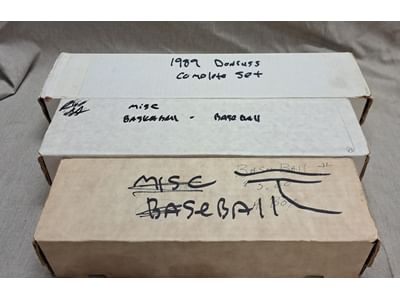 1989 Donruss
Complete Set
Misc
Basketball - Baseball
Base Ball
MISC
BASEBALL